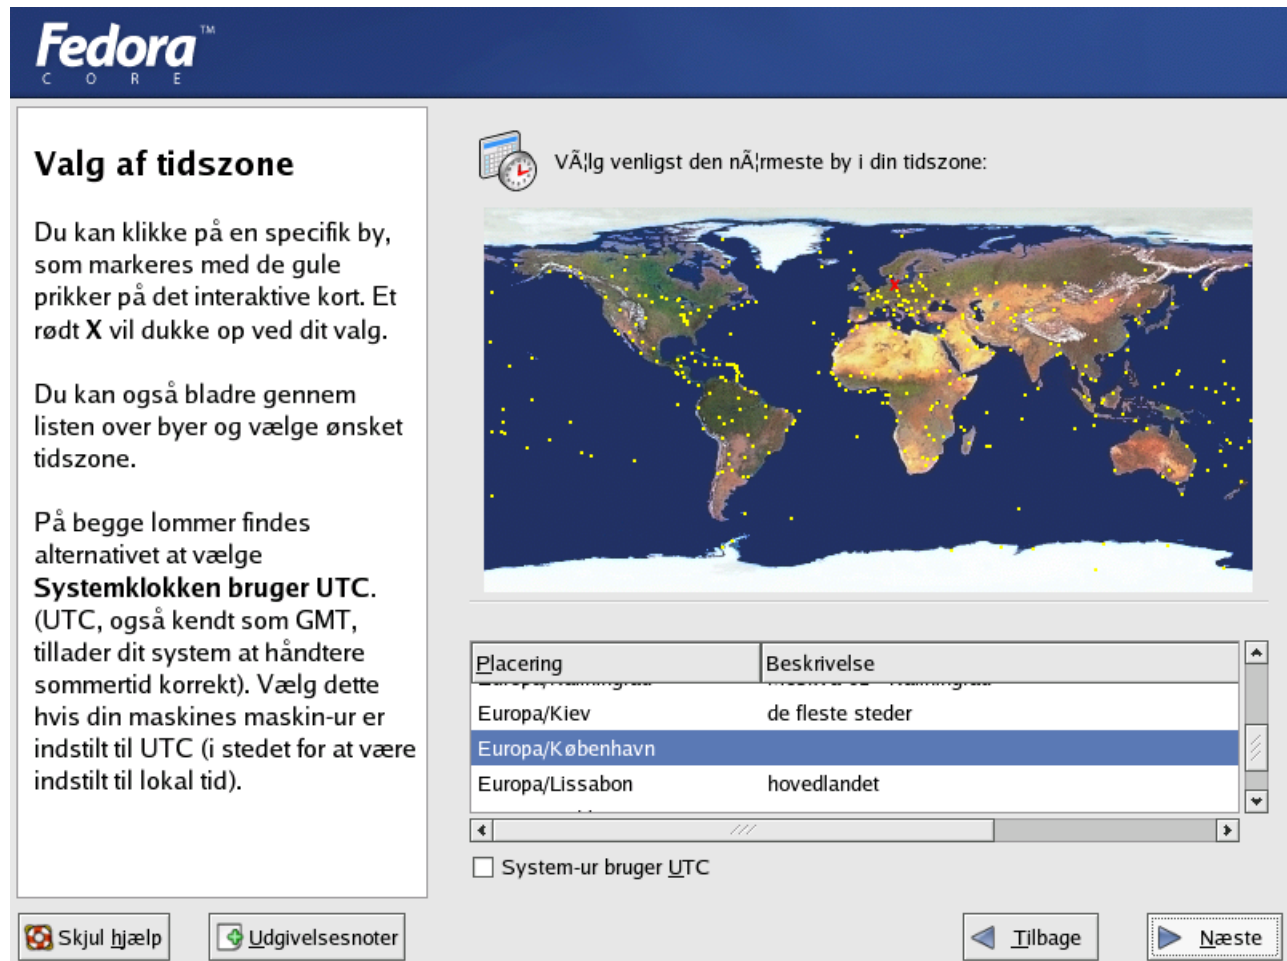 Fedora™
CORE
Valg af tidszone
Du kan klikke på en specifik by,
som markeres med de gule
prikker på det interaktive kort. Et
rødt X vil dukke op ved dit valg.
Du kan også bladre gennem
listen over byer og vælge ønsket
tidszone.
På begge lommer findes
alternativet at vælge
Systemklokken bruger UTC.
(UTC, også kendt som GMT,
tillader dit system at håndtere
sommertid korrekt). Vælg dette
hvis din maskines maskin-ur er
indstilt til UTC (i stedet for at være
indstilt til lokal tid).
VÃ¦lg venligst den nÃ¦rmeste by i din tidszone:
Placering Beskrivelse
Europa/Kiev de fleste steder
Europa/København
Europa/Lissabon hovedlandet
System-ur bruger UTC
Skjul hjælp Udgivelsesnoter Tilbage Næste